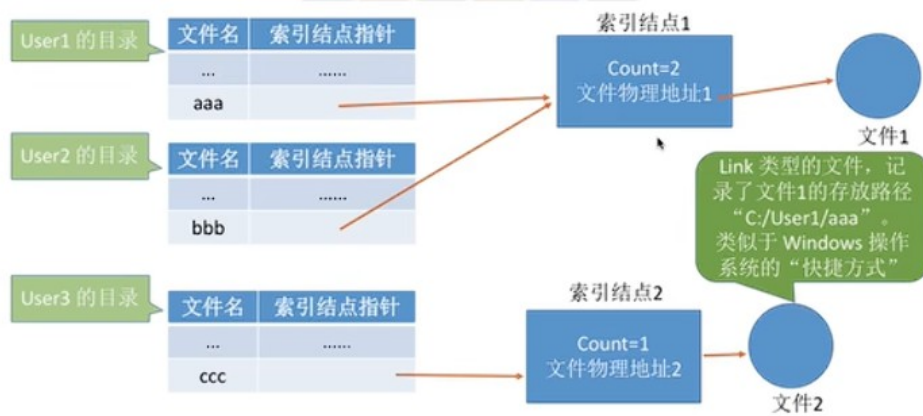 User1 的目录
文件名 索引结点指针
... ......
aaa
User2 的目录
文件名 索引结点指针
... ......
bbb
User3 的目录
文件名 索引结点指针
... ......
ccc
索引结点1
Count=2
文件物理地址1
文件1
Link 类型的文件，记
录了文件1的存放路径
“C:/User1/aaa”。
类似于 Windows 操作
系统的“快捷方式”
索引结点2
Count=1
文件物理地址2
文件2